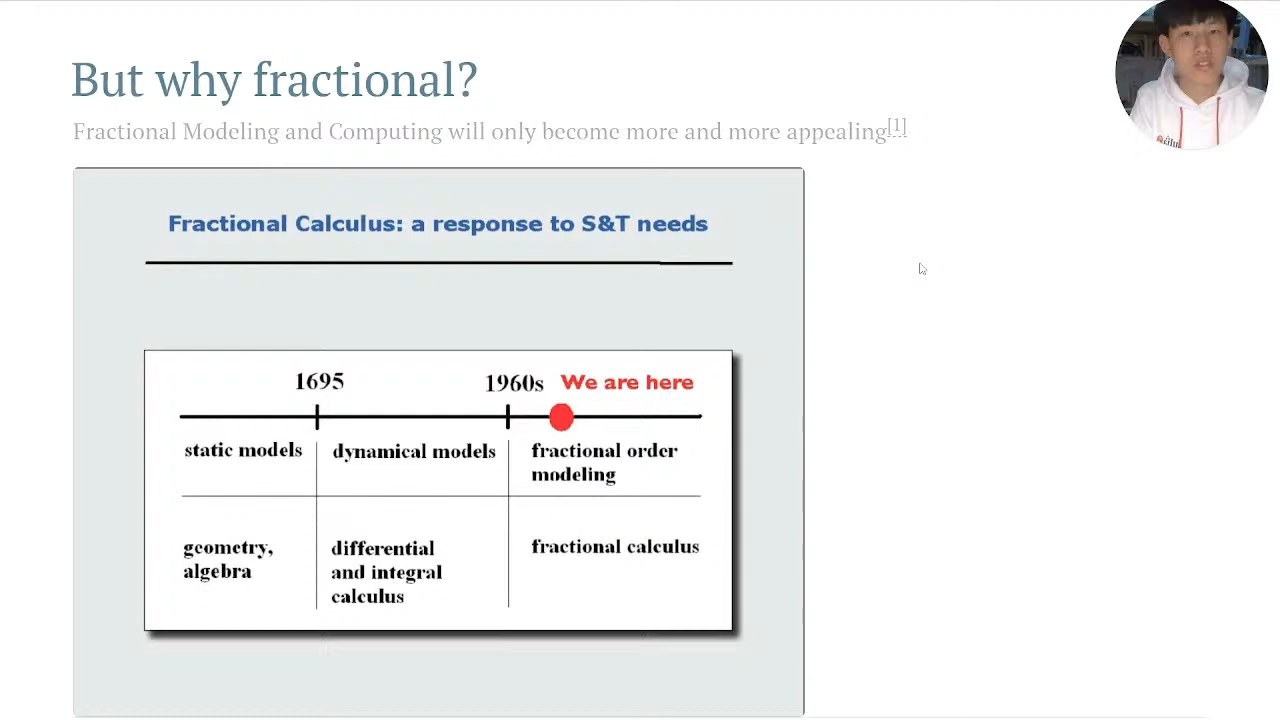 But why fractional?
Fractional Modeling and Computing will only become more and more appealing[1]
Fractional Calculus: a response to S&T needs
1695
1960s
We are here
static models
dynamical models
fractional order
modeling
geometry,
algebra
differential
and integral
calculus
fractional calculus